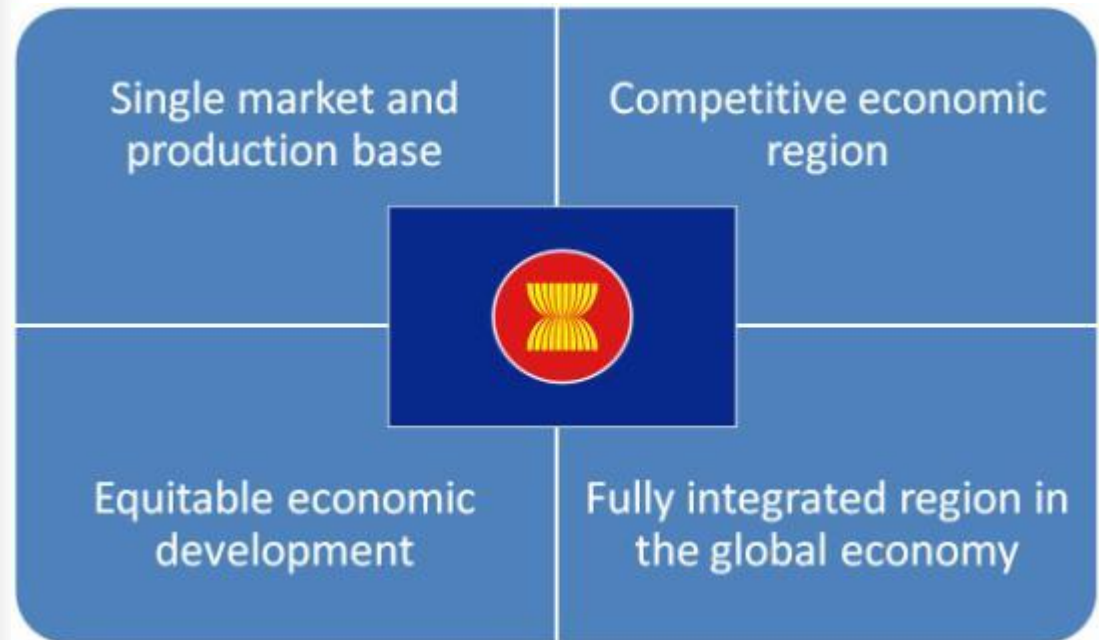 Single market and
production base
Competitive economic
region
Equitable economic
development
Fully integrated region in
the global economy